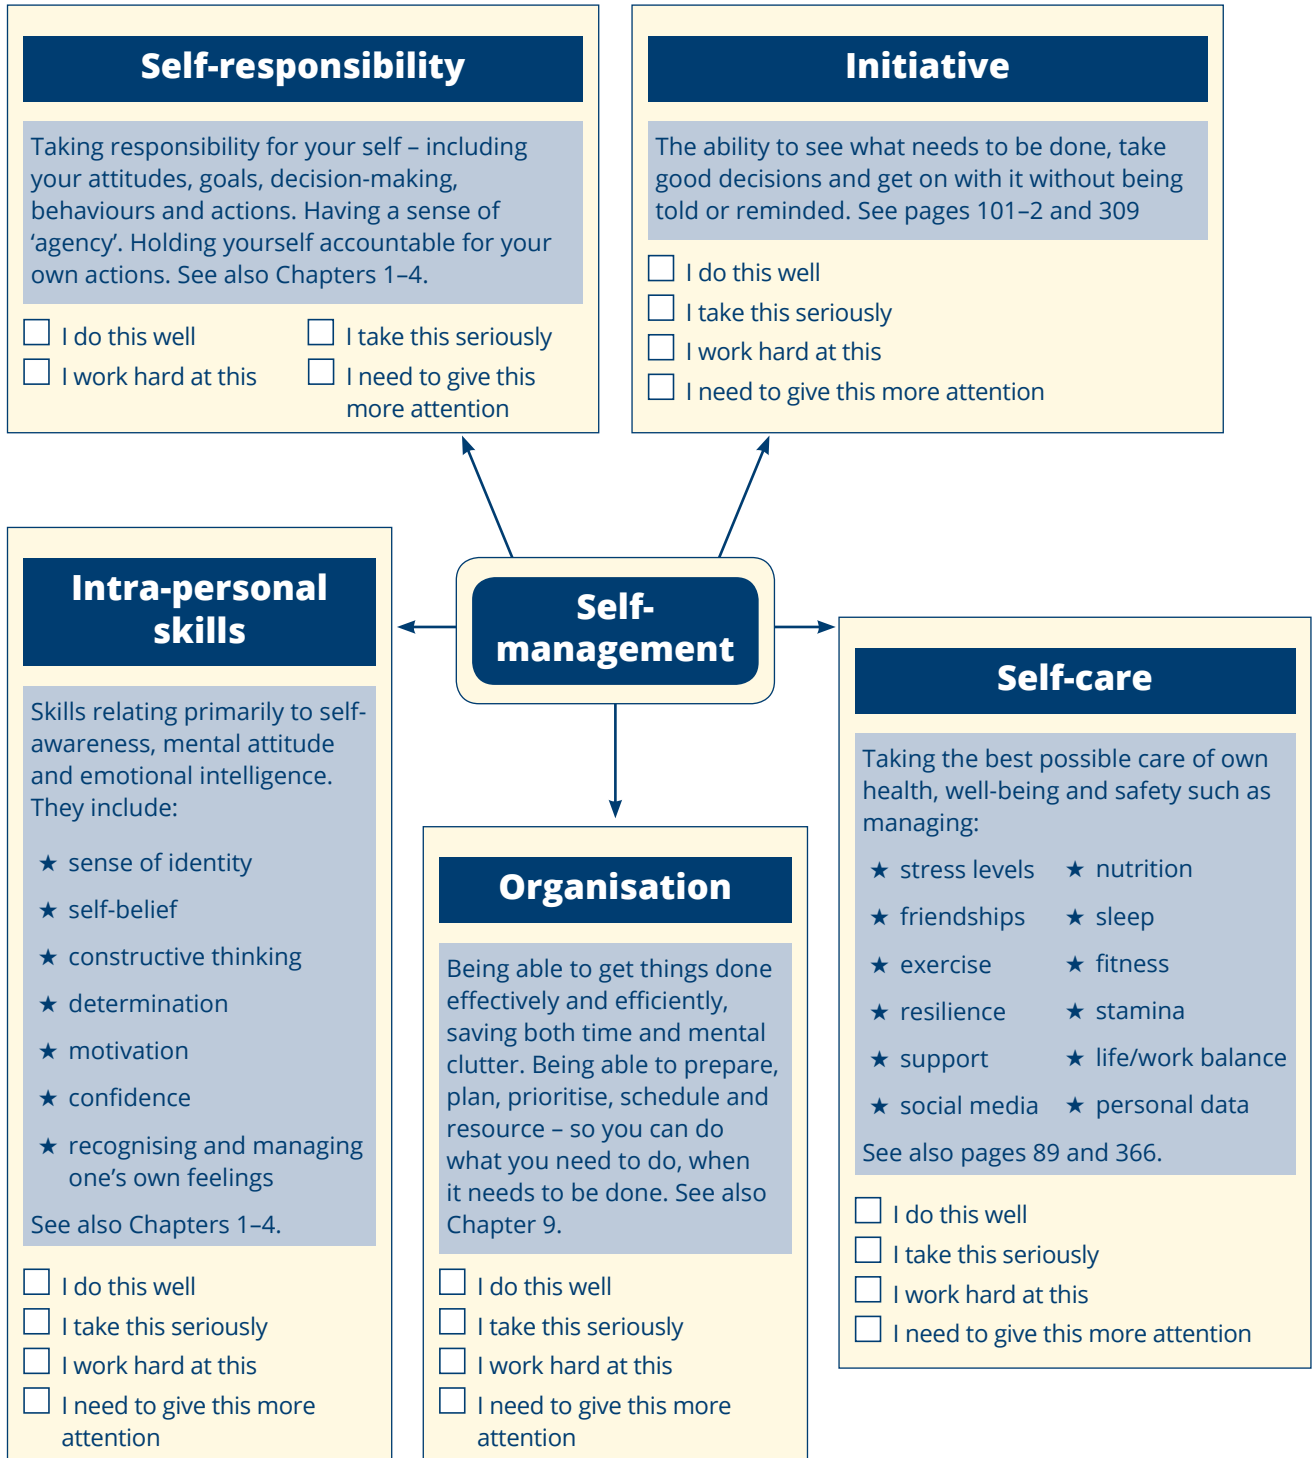 Self-responsibility
Taking responsibility for your self – including
your attitudes, goals, decision-making,
behaviours and actions. Having a sense of
‘agency’. Holding yourself accountable for your
own actions. See also Chapters 1–4.
I do this well
I take this seriously
I work hard at this
I need to give this
more attention
Initiative
The ability to see what needs to be done, take
good decisions and get on with it without being
told or reminded. See pages 101–2 and 309
I do this well
I take this seriously
I work hard at this
I need to give this more attention
Self-
management
Intra-personal
skills
Skills relating primarily to self-
awareness, mental attitude
and emotional intelligence.
They include:
★ sense of identity
★ self-belief
★ constructive thinking
★ determination
★ motivation
★ confidence
★ recognising and managing
one’s own feelings
See also Chapters 1–4.
I do this well
I take this seriously
I work hard at this
I need to give this more
attention
Organisation
Being able to get things done
effectively and efficiently,
saving both time and mental
clutter. Being able to prepare,
plan, prioritise, schedule and
resource – so you can do
what you need to do, when
it needs to be done. See also
Chapter 9.
I do this well
I take this seriously
I work hard at this
I need to give this more
attention
Self-care
Taking the best possible care of own
health, well-being and safety such as
managing:
★ stress levels
★ friendships
★ exercise
★ resilience
★ support
★ social media
★ nutrition
★ sleep
★ fitness
★ stamina
★ life/work balance
★ personal data
See also pages 89 and 366.
I do this well
I take this seriously
I work hard at this
I need to give this more attention